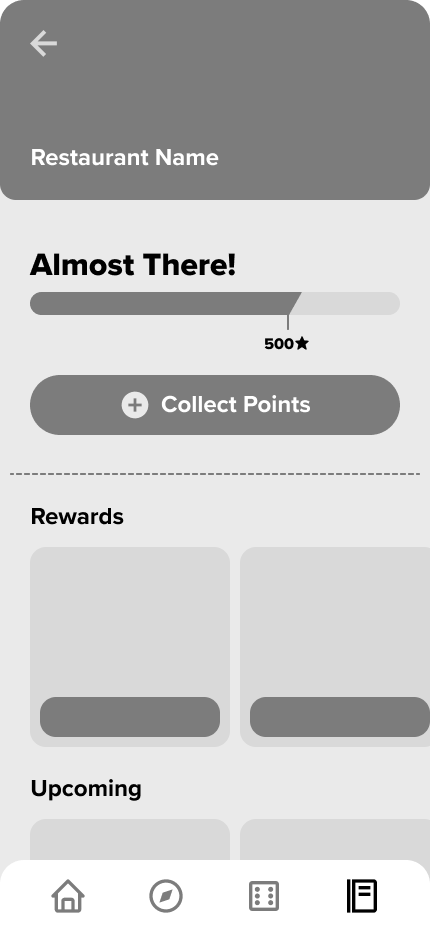 Restaurant Name
Almost There!
500★
Collect Points
Rewards
Upcoming